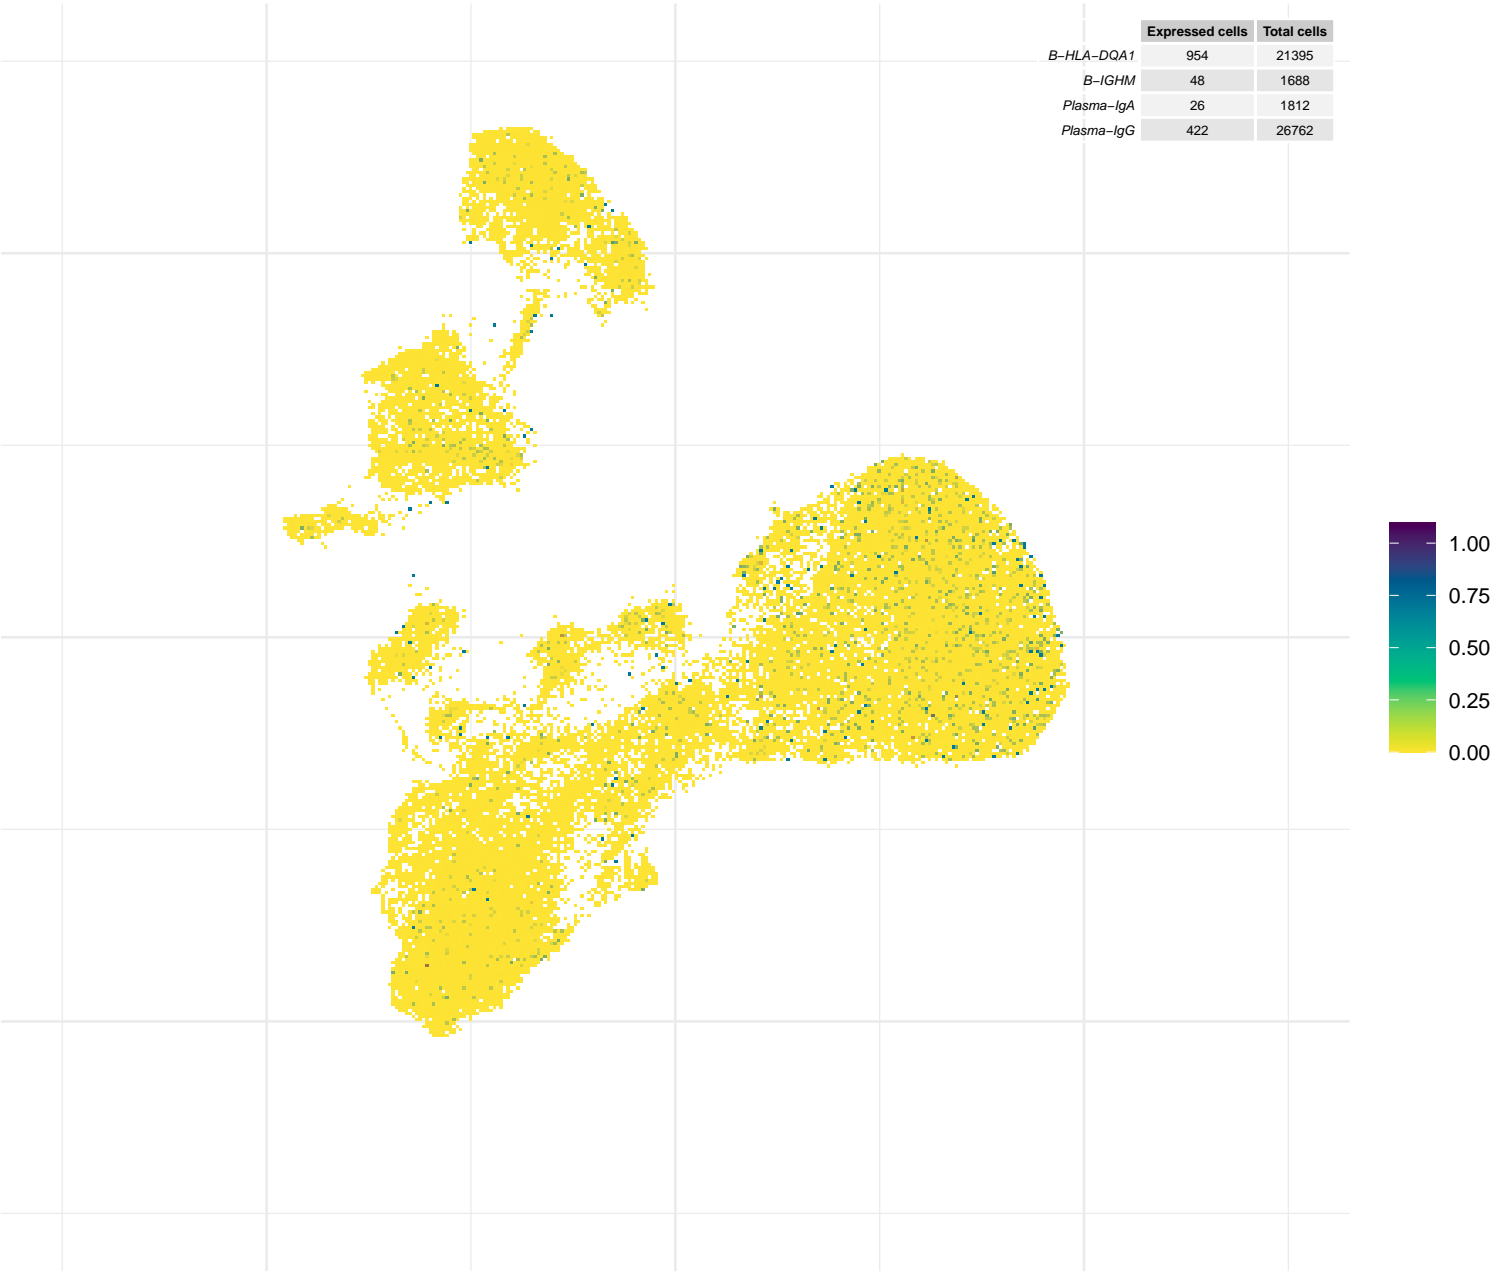 Expressed cells Total cells
B−HLA−DQA1 954 21395
B−IGHM 48 1688
Plasma−IgA 26 1812
Plasma−IgG 422 26762
1.00
0.75
0.50
0.25
0.00